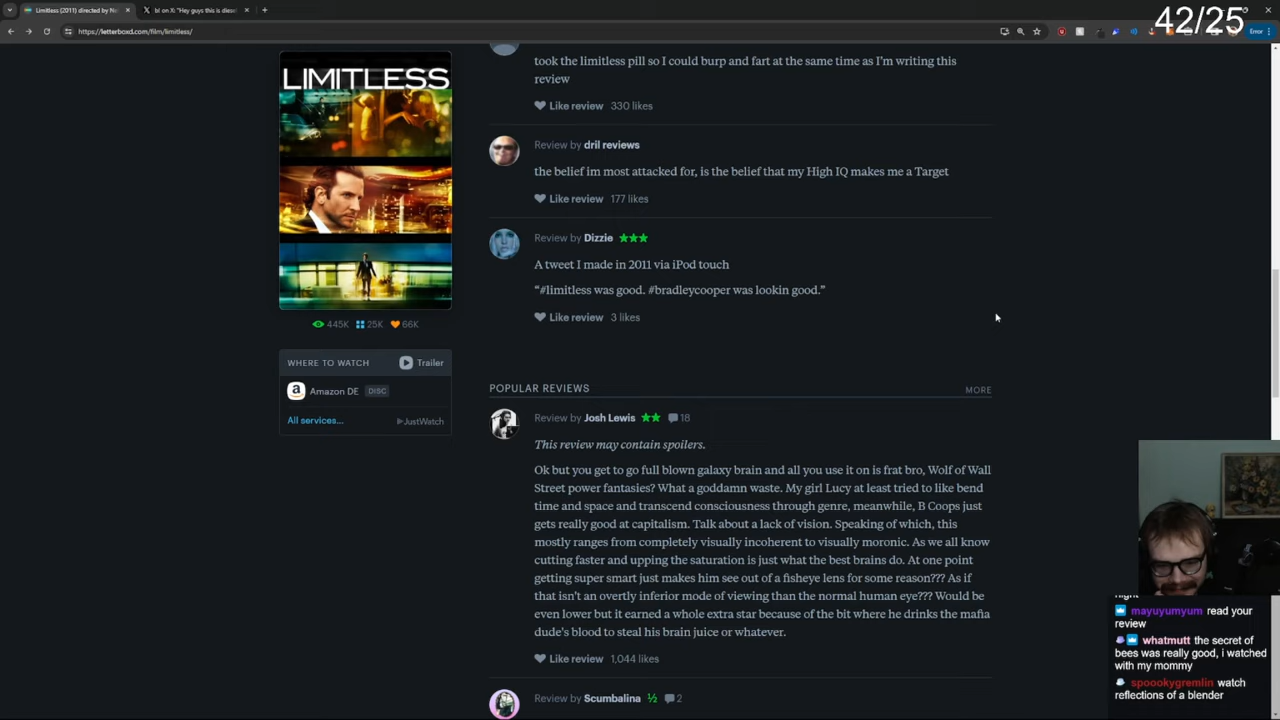 Limitless (2011) directed by Ne
bl on X: "Hey guys this is diese
42/25
https://letterboxd.com/film/limitless/
Error
LIMITLESS
445K 25K 66K
WHERE TO WATCH Trailer
Amazon DE DISC
All services... JustWatch
took the limitless pill so I could burp and fart at the same time as I'm writing this
review
Like review 330 likes
Review by dril reviews
the belief im most attacked for, is the belief that my High IQ makes me a Target
Like review 177 likes
Review by Dizzie ★★★
A tweet I made in 2011 via iPod touch
“#limitless was good. #bradleycooper was lookin good.”
Like review 3 likes
POPULAR REVIEWS MORE
Review by Josh Lewis ★★ 18
This review may contain spoilers.
Ok but you get to go full blown galaxy brain and all you use it on is frat bro, Wolf of Wall
Street power fantasies? What a goddamn waste. My girl Lucy at least tried to like bend
time and space and transcend consciousness through genre, meanwhile, B Coops just
gets really good at capitalism. Talk about a lack of vision. Speaking of which, this
mostly ranges from completely visually incoherent to visually moronic. As we all know
cutting faster and upping the saturation is just what the best brains do. At one point
getting super smart just makes him see out of a fisheye lens for some reason??? As if
that isn't an overtly inferior mode of viewing than the normal human eye??? Would be
even lower but it earned a whole extra star because of the bit where he drinks the mafia
dude's blood to steal his brain juice or whatever.
Like review 1,044 likes
Review by Scumbalina ½ 2
mayuyumyum read your
review
whatmutt the secret of
bees was really good, i watched
with my mommy
spoookygremlin watch
reflections of a blender